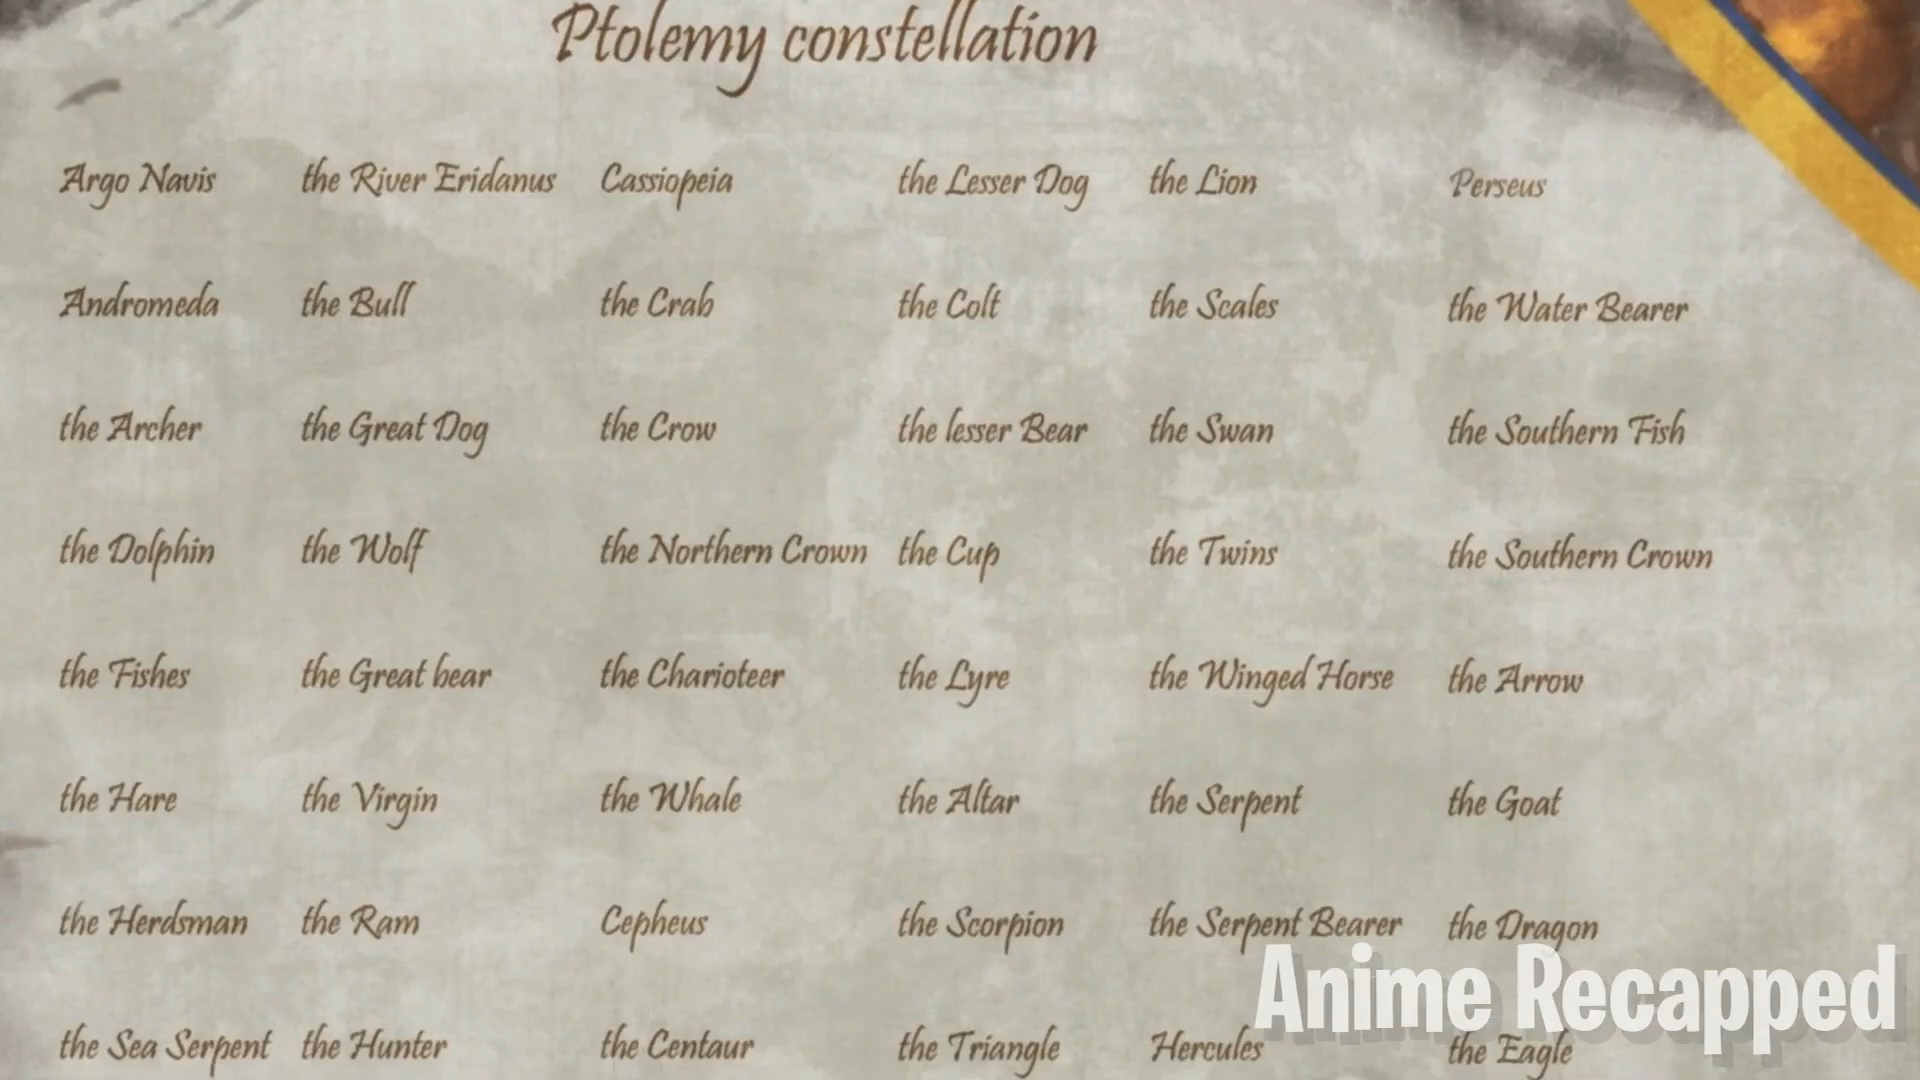 Ptolemy constellation
Argo Navis the River Eridanus Cassiopeia the Lesser Dog the Lion Perseus
Andromeda the Bull the Crab the Colt the Scales the Water Bearer
the Archer the Great Dog the Crow the lesser Bear the Swan the Southern Fish
the Dolphin the Wolf the Northern Crown the Cup the Twins the Southern Crown
the Fishes the Great bear the Charioteer the Lyre the Winged Horse the Arrow
the Hare the Virgin the Whale the Altar the Serpent the Goat
the Herdsman the Ram Cepheus the Scorpion the Serpent Bearer the Dragon
Anime Recapped
the Sea Serpent the Hunter the Centaur the Triangle Hercules the Eagle